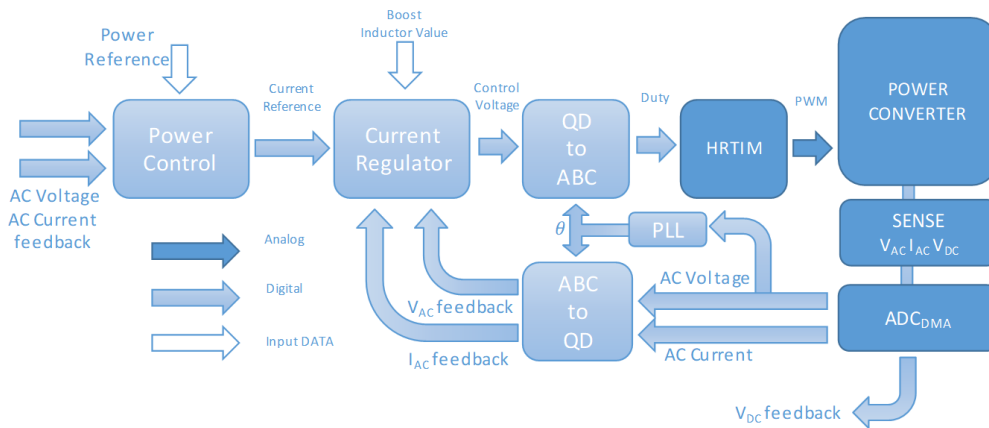 Power
Reference
Boost
Inductor Value
Current
Reference
Control
Voltage
Duty
PWM
POWER
CONVERTER
Power
Control
Current
Regulator
QD
to
ABC
HRTIM
AC Voltage
AC Current
feedback
θ
PLL
SENSE
VAC IAC VDC
Analog
Digital
Input DATA
VAC feedback
IAC feedback
ABC
to
QD
AC Voltage
AC Current
ADCDMA
VDC feedback